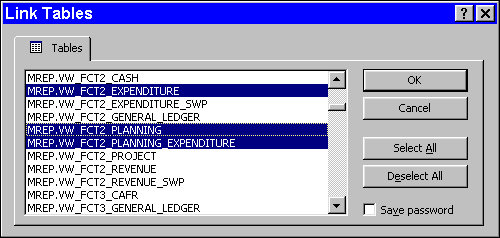 Link Tables
Tables
MREP.VW_FCT2_CASH
MREP.VW_FCT2_EXPENDITURE
MREP.VW_FCT2_EXPENDITURE_SWP
MREP.VW_FCT2_GENERAL_LEDGER
MREP.VW_FCT2_PLANNING
MREP.VW_FCT2_PLANNING_EXPENDITURE
MREP.VW_FCT2_PROJECT
MREP.VW_FCT2_REVENUE
MREP.VW_FCT2_REVENUE_SWP
MREP.VW_FCT3_CAFR
MREP.VW_FCT3_GENERAL_LEDGER
OK
Cancel
Select All
Deselect All
Save password